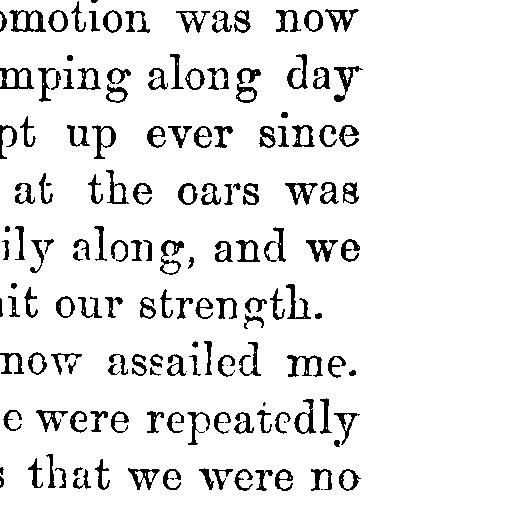 omotion was now
mping along day
pt up ever since
at the oars was
ily along, and we
it our strength.
now assailed me.
e were repeatedly
s that we were no